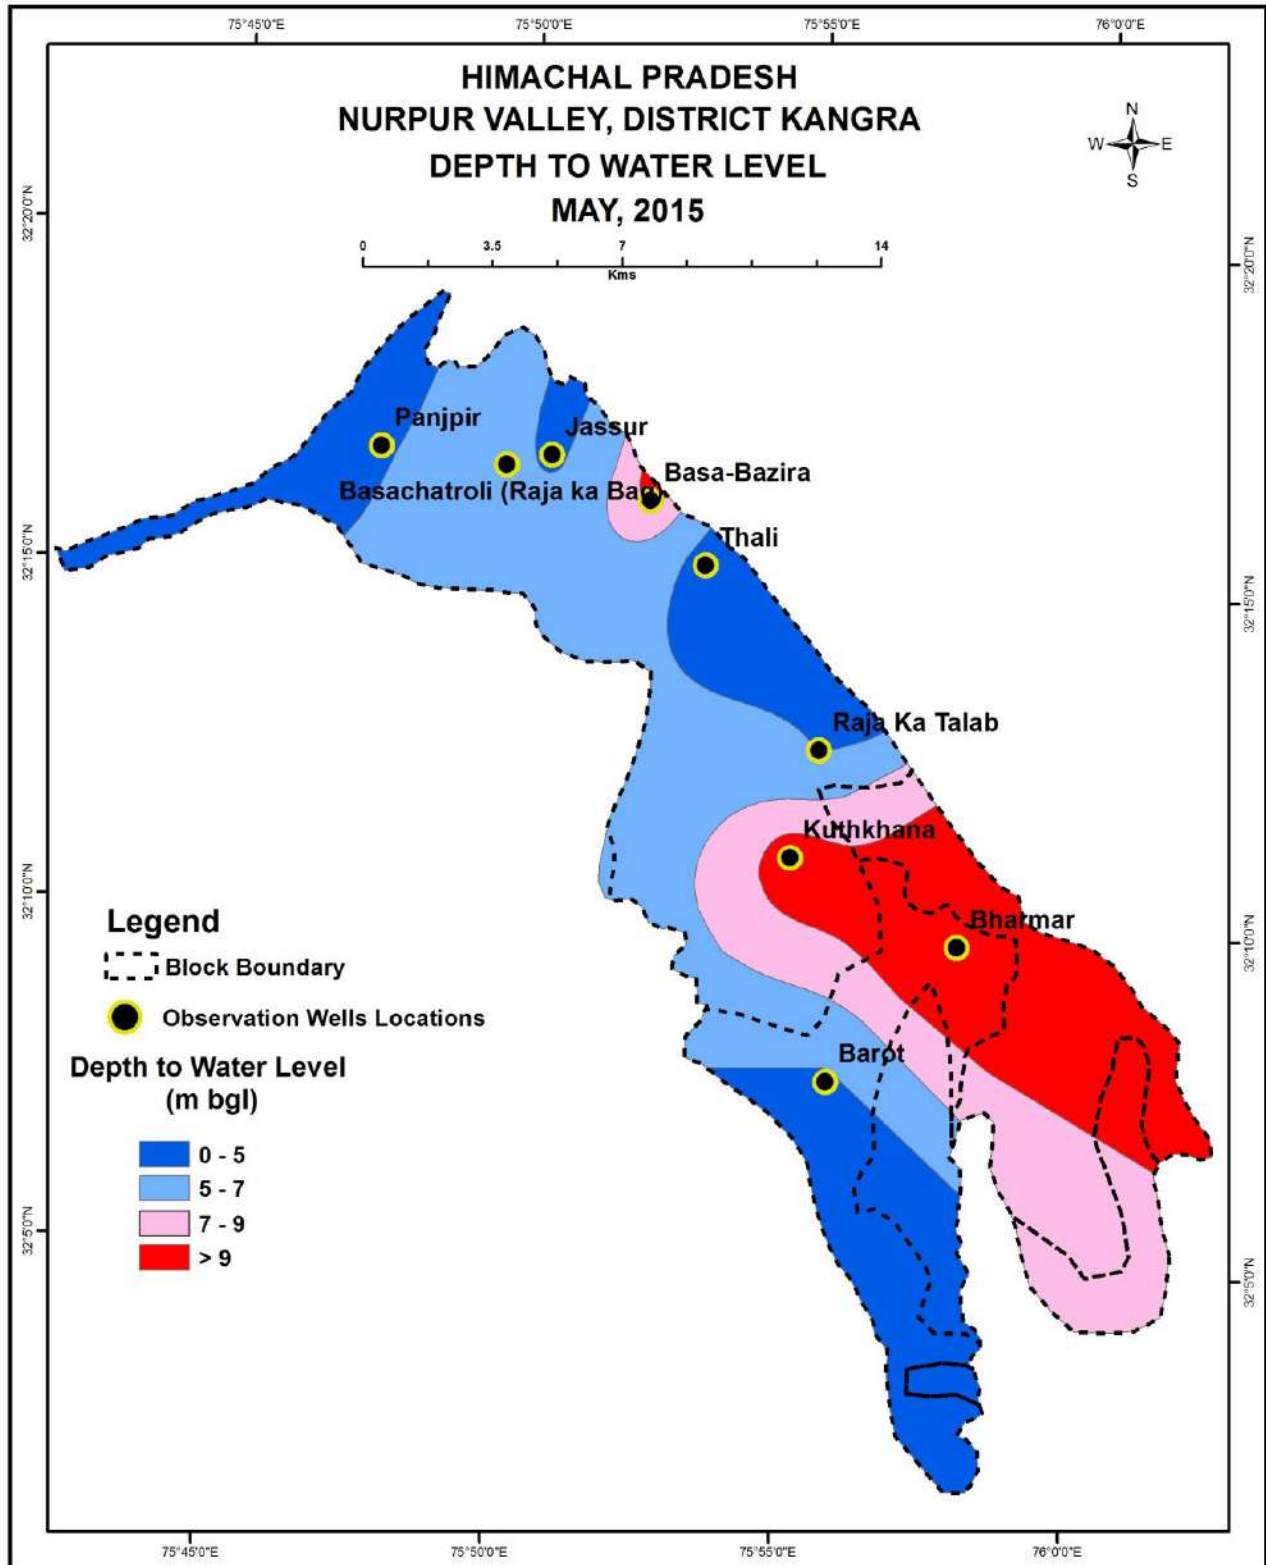 75°45'0"E 75°50'0"E 75°55'0"E 76°0'0"E
HIMACHAL PRADESH
NURPUR VALLEY, DISTRICT KANGRA
DEPTH TO WATER LEVEL
MAY, 2015
N
W E
S
0 3.5 7 14
Kms
32°20'0"N
32°20'0"N
Panjpir
Jassur
Basa-Bazira
Basachatroli (Raja ka Bag)
Thali
32°15'0"N
32°15'0"N
Raja Ka Talab
Kuthkhana
32°10'0"N
32°10'0"N
Bharmar
Barot
Legend
Block Boundary
Observation Wells Locations
Depth to Water Level
(m bgl)
0 - 5
5 - 7
7 - 9
> 9
32°5'0"N
32°5'0"N
75°45'0"E 75°50'0"E 75°55'0"E 76°0'0"E